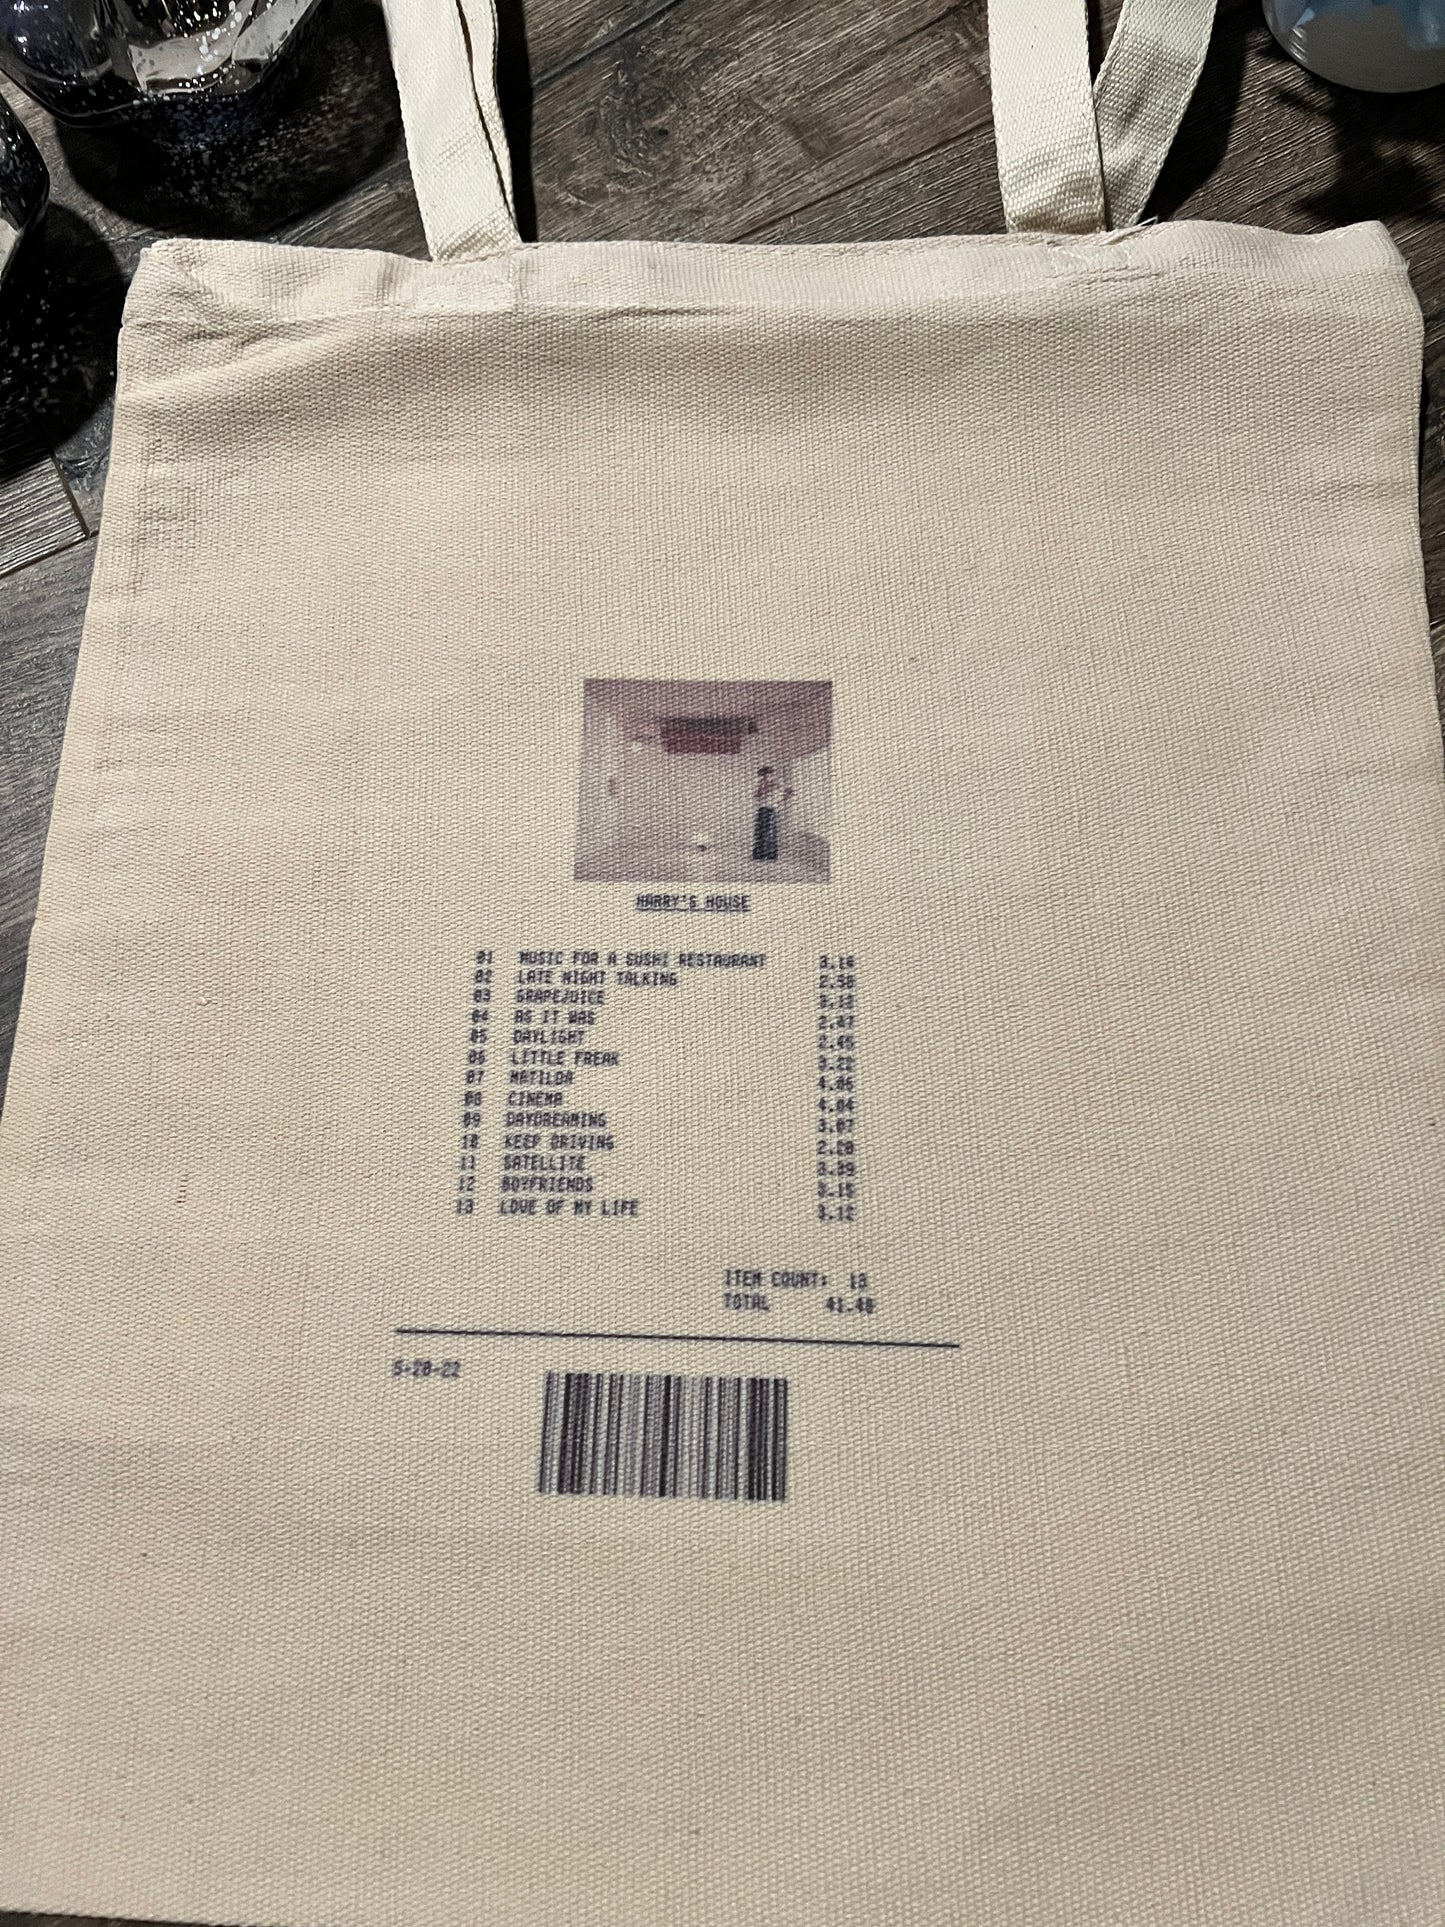 HARRY'S HOUSE
01 MUSIC FOR A SUSHI RESTAURANT 3.14
02 LATE NIGHT TALKING 2.58
03 GRAPEJUICE 3.12
04 AS IT WAS 2.47
05 DAYLIGHT 2.45
06 LITTLE FREAK 3.22
07 MATILDA 4.06
08 CINEMA 4.04
09 DAYDREAMING 3.07
10 KEEP DRIVING 2.20
11 SATELLITE 3.39
12 BOYFRIENDS 3.15
13 LOVE OF MY LIFE 3.12
ITEM COUNT: 13
TOTAL 41.48
5-20-22